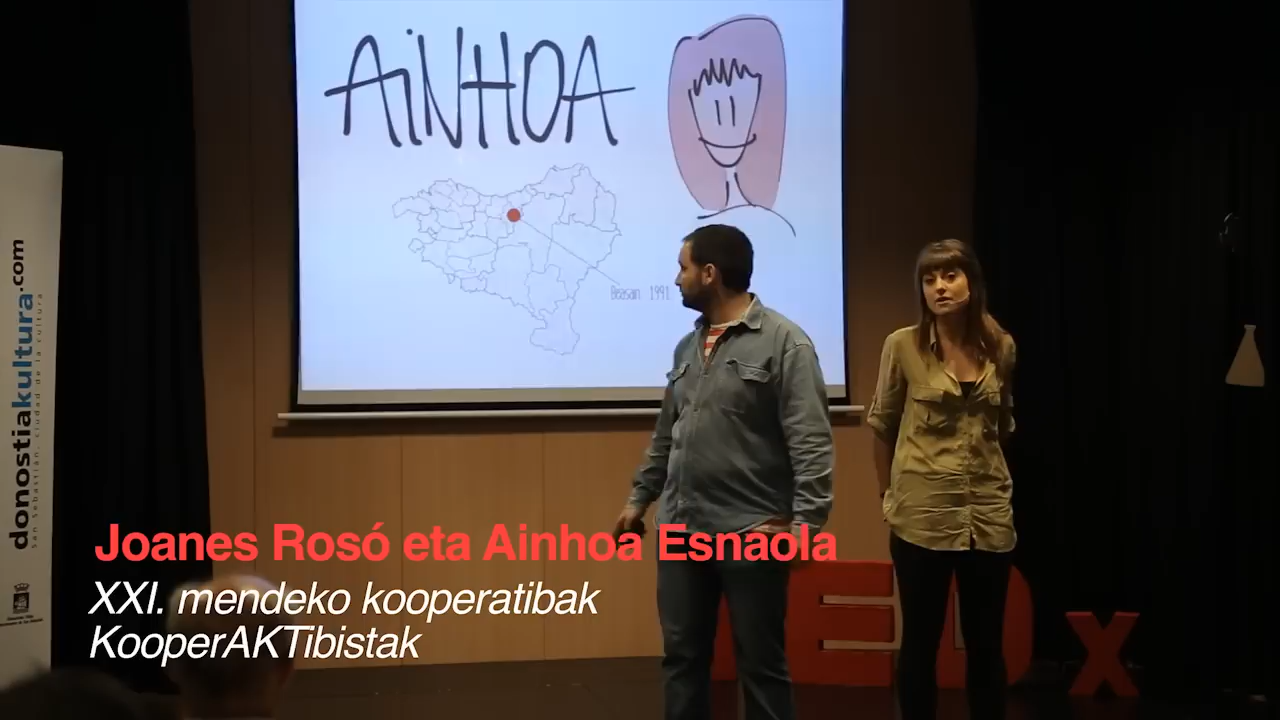 AiNHOA
Beasain 1991
donostiakultura.com
San Sebastián, ciudad de la cultura
Joanes Rosó eta Ainhoa Esnaola
XXI. mendeko kooperatibak
KooperAKTibistak
TEDx